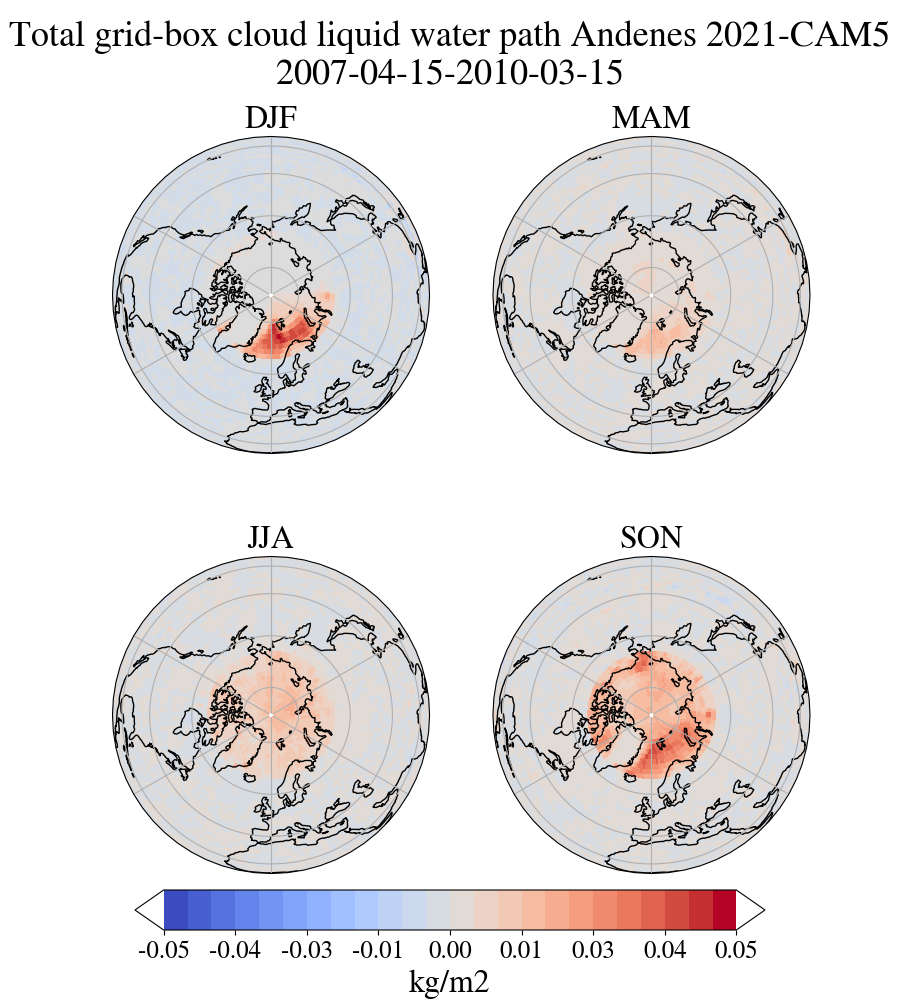 Total grid-box cloud liquid water path Andenes 2021-CAM5
2007-04-15-2010-03-15
DJF
MAM
JJA
SON
-0.05 -0.04 -0.03 -0.01 0.00 0.01 0.03 0.04 0.05
kg/m2